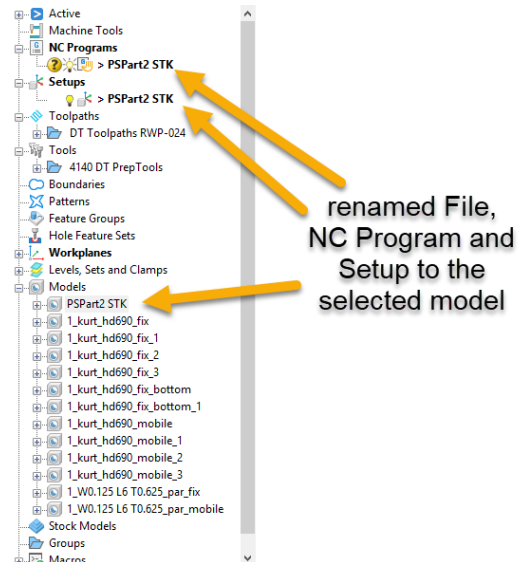 Active
Machine Tools
NC Programs
> PSPart2 STK
Setups
> PSPart2 STK
Toolpaths
DT Toolpaths RWP-024
Tools
4140 DT PrepTools
Boundaries
Patterns
Feature Groups
Hole Feature Sets
Workplanes
Levels, Sets and Clamps
Models
PSPart2 STK
1_kurt_hd690_fix
1_kurt_hd690_fix_1
1_kurt_hd690_fix_2
1_kurt_hd690_fix_3
1_kurt_hd690_fix_bottom
1_kurt_hd690_fix_bottom_1
1_kurt_hd690_mobile
1_kurt_hd690_mobile_1
1_kurt_hd690_mobile_2
1_kurt_hd690_mobile_3
1_W0.125 L6 T0.625_par_fix
1_W0.125 L6 T0.625_par_mobile
Stock Models
Groups
Macros
renamed File,
NC Program and
Setup to the
selected model